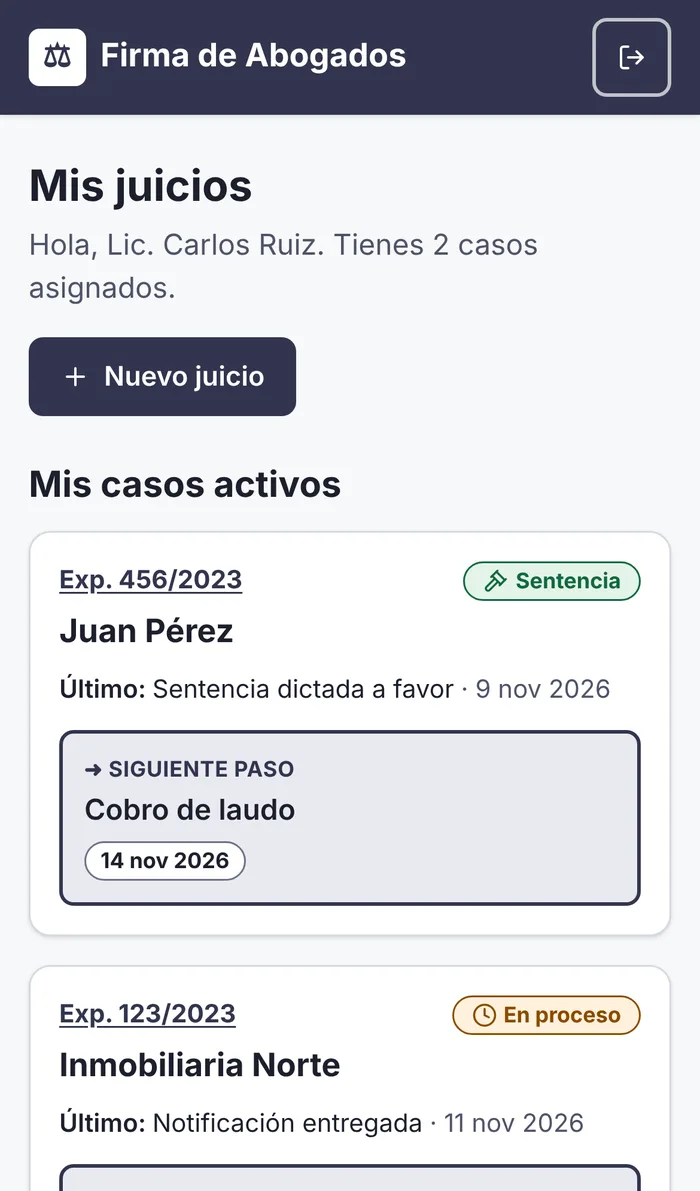 Firma de Abogados
Mis juicios
Hola, Lic. Carlos Ruiz. Tienes 2 casos
asignados.
+ Nuevo juicio
Mis casos activos
Exp. 456/2023
Sentencia
Juan Pérez
Último: Sentencia dictada a favor · 9 nov 2026
➜ SIGUIENTE PASO
Cobro de laudo
14 nov 2026
Exp. 123/2023
En proceso
Inmobiliaria Norte
Último: Notificación entregada · 11 nov 2026